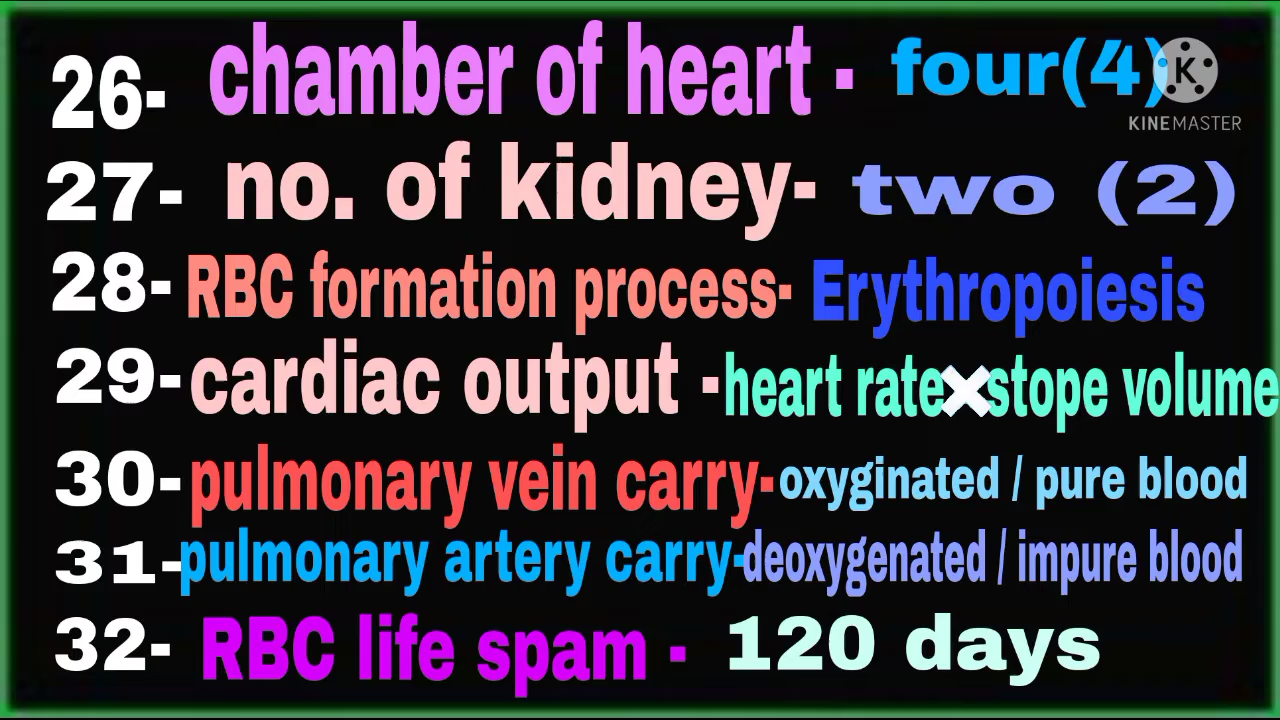 26- chamber of heart - four(4)
K
KINEMASTER
27- no. of kidney- two (2)
28- RBC formation process- Erythropoiesis
29- cardiac output - heart rate×stope volume
30- pulmonary vein carry- oxyginated / pure blood
31- pulmonary artery carry- deoxygenated / impure blood
32- RBC life spam - 120 days